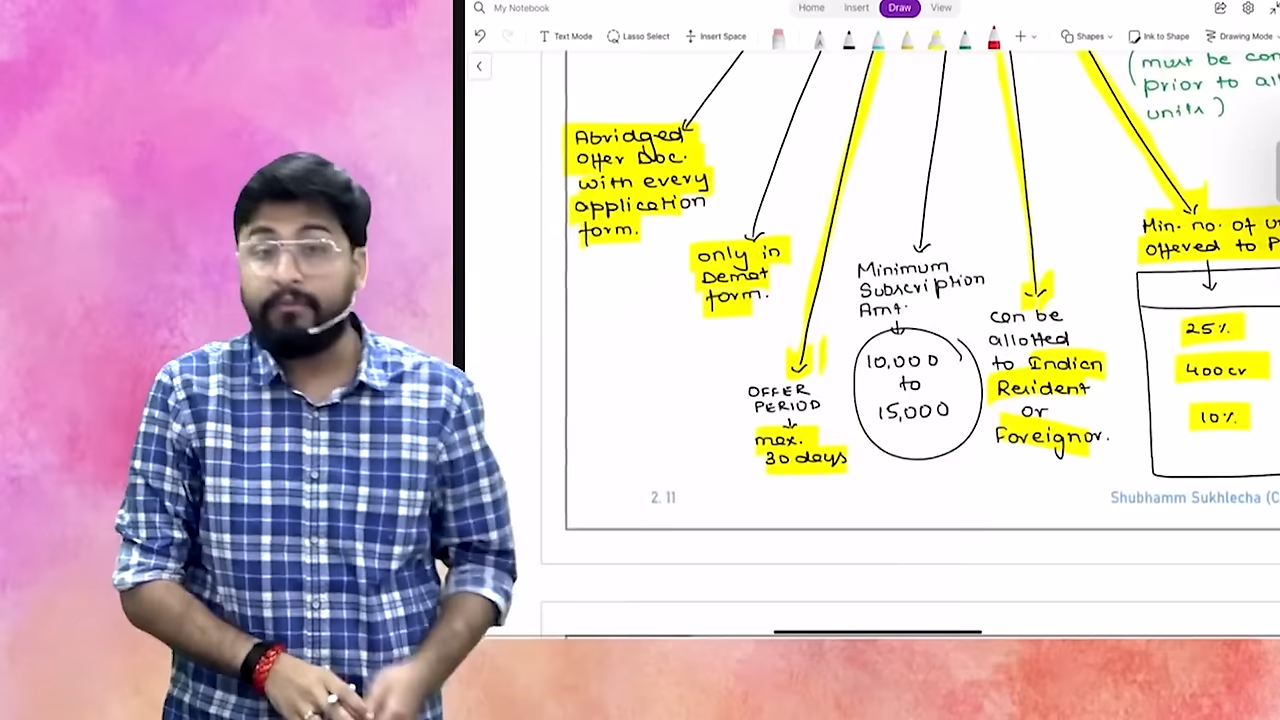 My Notebook
Home Insert Draw View
Text Mode Lasso Select Insert Space Shapes Ink to Shape Drawing Mode
(must be
prior to
units)
Abridged
offer Doc.
with every
application
form.
only in
Demat
form.
OFFER
PERIOD
max.
30 days
Minimum
Subscription
Amt.
10,000
to
15,000
can be
allotted
to Indian
Resident
or
Foreignor.
Min. no. of
offered to
25%
400cr
10%
2. 11
Shubhamm Sukhlecha